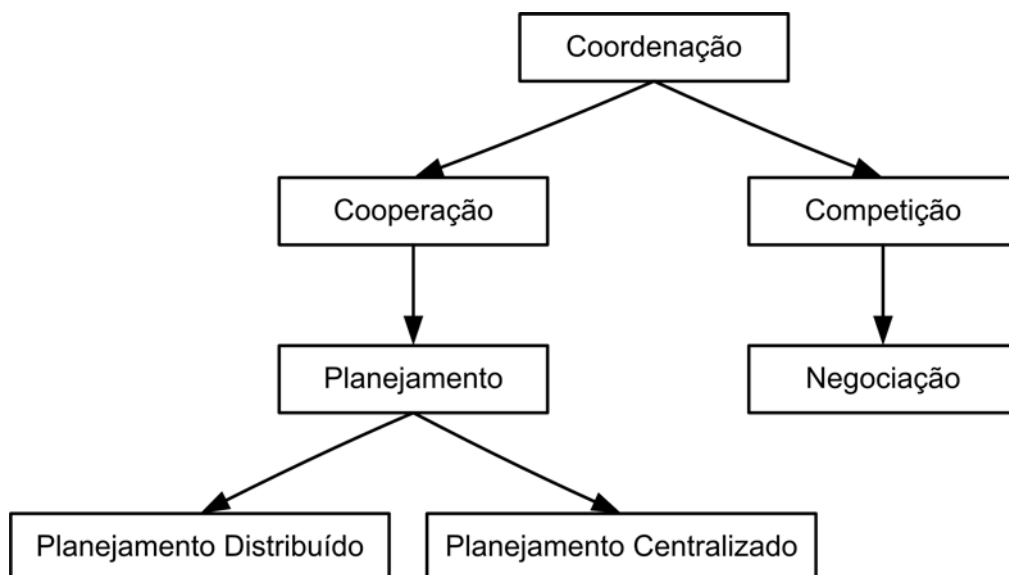 Coordenação
Cooperação
Competição
Planejamento
Negociação
Planejamento Distribuído
Planejamento Centralizado